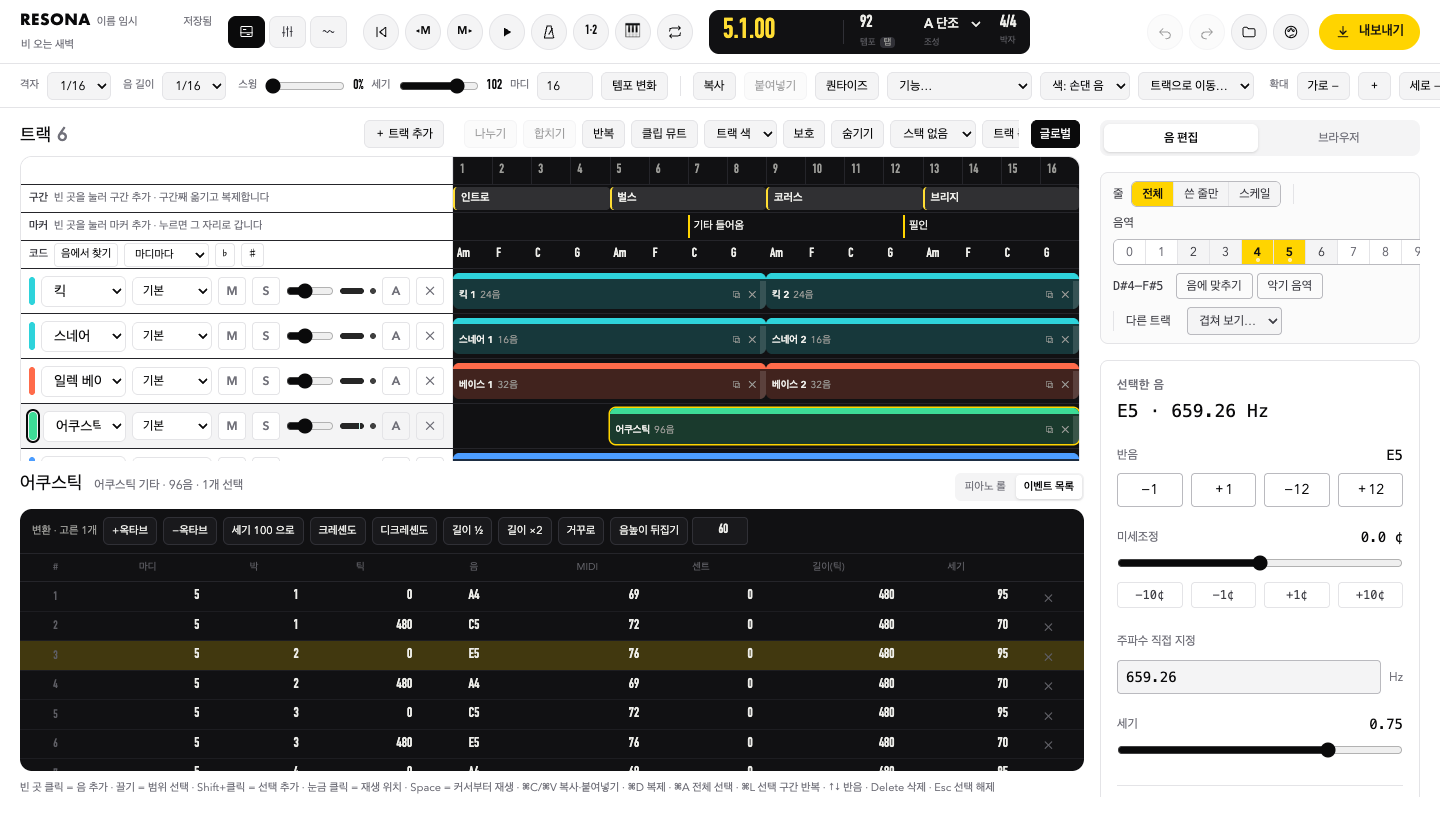 RESONA 이름 임시 저장됨
비 오는 새벽
◂M M▸ 1·2
5.1.00 92 템포 탭 A 단조 조성 4/4 박자
내보내기
격자 1/16 음 길이 1/16 스윙 0% 세기 102 마디 16 템포 변화 복사 붙여넣기 퀀타이즈 기능… 색: 손댄 음 트랙으로 이동… 확대 가로 − + 세로 −
트랙 6 + 트랙 추가 나누기 합치기 반복 클립 뮤트 트랙 색 보호 숨기기 스택 없음 트랙 글로벌
1 2 3 4 5 6 7 8 9 10 11 12 13 14 15 16
구간 빈 곳을 눌러 구간 추가 · 구간째 옮기고 복제합니다 인트로 벌스 코러스 브리지
마커 빈 곳을 눌러 마커 추가 · 누르면 그 자리로 갑니다 기타 들어옴 필인
코드 음에서 찾기 마디마다 ♭ # Am F C G Am F C G Am F C G Am F C G
킥 기본 M S A × 킥 1 24음 × 킥 2 24음 ×
스네어 기본 M S A × 스네어 1 16음 × 스네어 2 16음 ×
일렉 베이 기본 M S A × 베이스 1 32음 × 베이스 2 32음 ×
어쿠스틱 기본 M S A × 어쿠스틱 96음 ×
어쿠스틱 어쿠스틱 기타 · 96음 · 1개 선택 피아노 롤 이벤트 목록
변환 · 고른 1개 +옥타브 −옥타브 세기 100 으로 크레셴도 디크레셴도 길이 ½ 길이 ×2 거꾸로 음높이 뒤집기 60
# 마디 박 틱 음 MIDI 센트 길이(틱) 세기
1 5 1 0 A4 69 0 480 95 ×
2 5 1 480 C5 72 0 480 70 ×
3 5 2 0 E5 76 0 480 95 ×
4 5 2 480 A4 69 0 480 70 ×
5 5 3 0 C5 72 0 480 95 ×
6 5 3 480 E5 76 0 480 70 ×
빈 곳 클릭 = 음 추가 · 끌기 = 범위 선택 · Shift+클릭 = 선택 추가 · 눈금 클릭 = 재생 위치 · Space = 커서부터 재생 · ⌘C/⌘V 복사·붙여넣기 · ⌘D 복제 · ⌘A 전체 선택 · ⌘L 선택 구간 반복 · ↑↓ 반음 · Delete 삭제 · Esc 선택 해제
음 편집 브라우저
줄 전체 쓴 줄만 스케일
음역
0 1 2 3 4 5 6 7 8 9
D#4–F#5 음에 맞추기 악기 음역
다른 트랙 겹쳐 보기…
선택한 음
E5 · 659.26 Hz
반음 E5
−1 +1 −12 +12
미세조정 0.0 ¢
−10¢ −1¢ +1¢ +10¢
주파수 직접 지정
659.26 Hz
세기 0.75